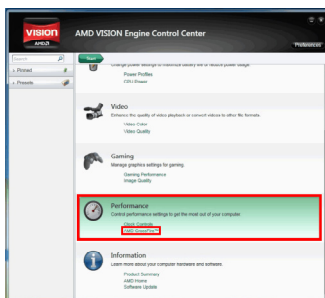 VISION
AMD
AMD VISION Engine Control Center
Preferences
Search
Start
Pinned
Presets
Change power settings to maximize battery life or reduce power usage.
Power Profiles
CPU Power
Video
Enhance the quality of video playback or convert videos to other file formats.
Video Color
Video Quality
Gaming
Manage graphics settings for gaming.
Gaming Performance
Image Quality
Performance
Control performance settings to get the most out of your computer.
Clock Controls
AMD CrossFire™
Information
Learn more about your computer hardware and software.
Product Summary
AMD Home
Software Update